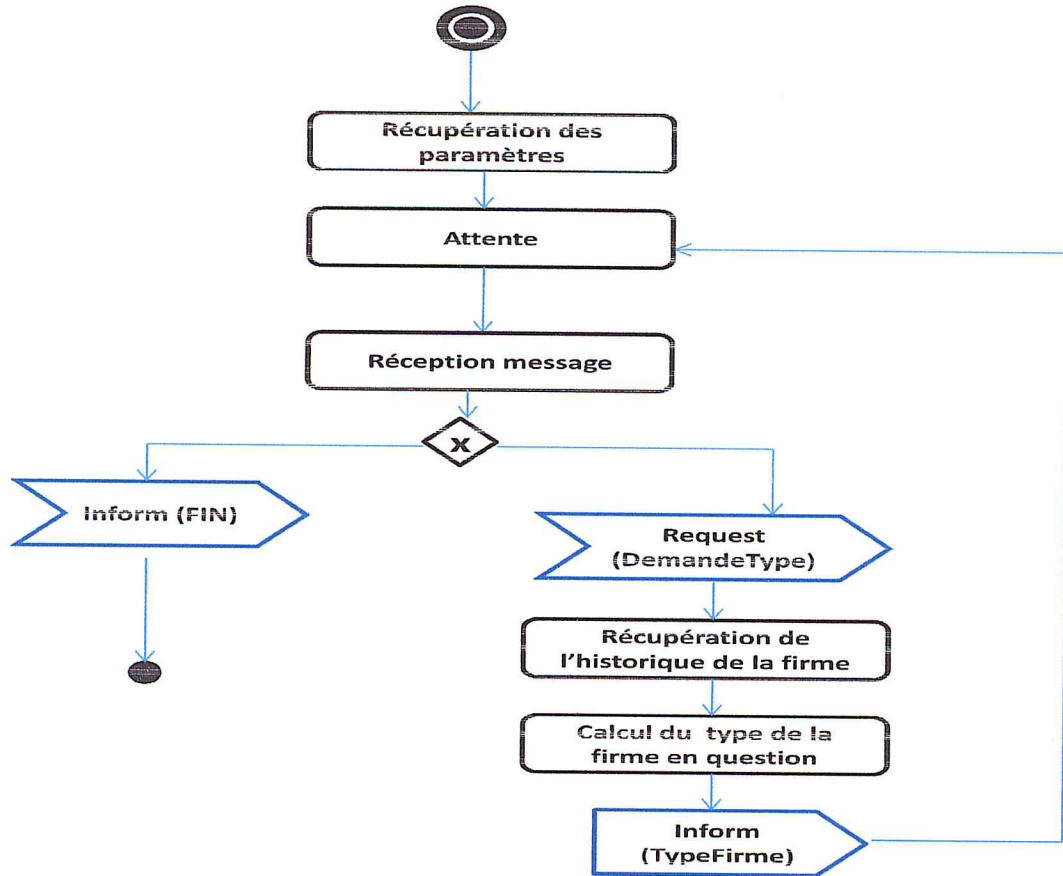 Récupération des
paramètres
Attente
Réception message
x
Inform (FIN)
Request
(DemandeType)
Récupération de
l'historique de la firme
Calcul du type de la
firme en question
Inform
(TypeFirme)